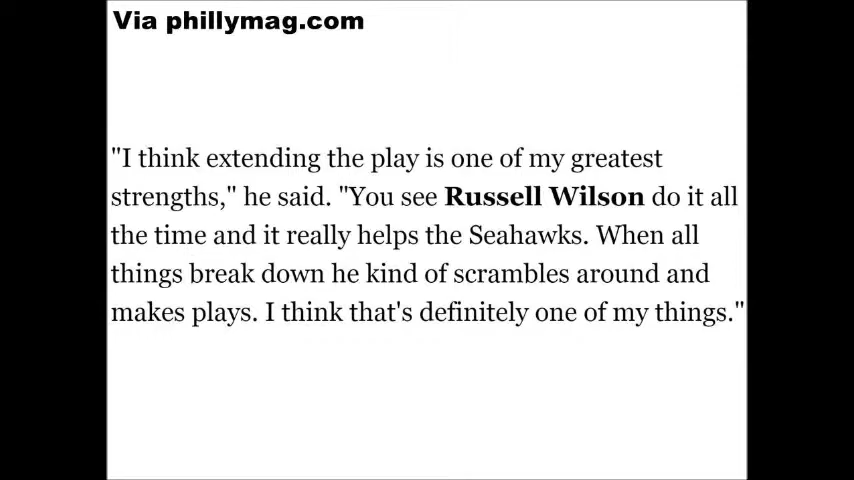 Via phillymag.com
"I think extending the play is one of my greatest
strengths," he said. "You see Russell Wilson do it all
the time and it really helps the Seahawks. When all
things break down he kind of scrambles around and
makes plays. I think that's definitely one of my things."